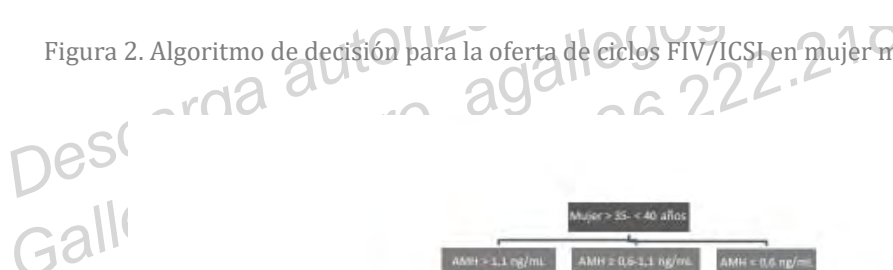 Figura 2. Algoritmo de decisión para la oferta de ciclos FIV/ICSI en mujer
Mujer > 35- < 40 años
AMH > 1,1 ng/mL AMH ≥ 0,6-1,1 ng/mL AMH < 0,6 ng/mL